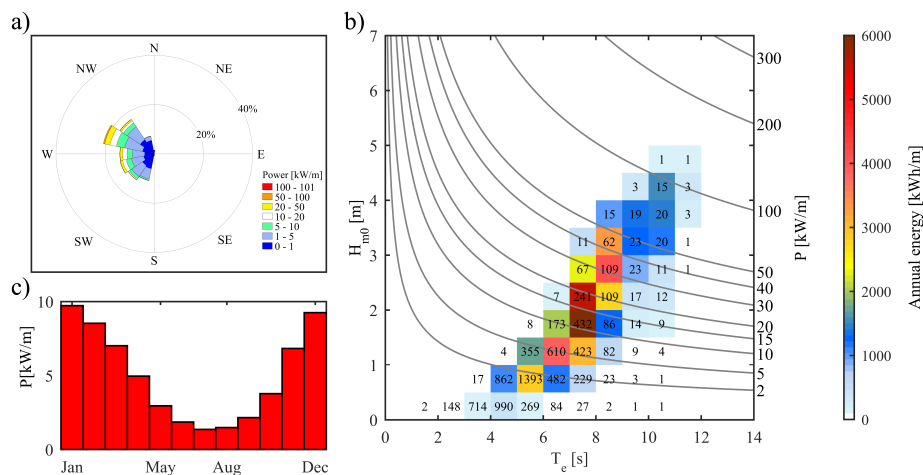 a)
N
NW
NE
40%
20%
W
E
SW
SE
S
Power [kW/m]
100 - 101
50 - 100
20 - 50
10 - 20
5 - 10
1 - 5
0 - 1
b)
7
6
5
4
3
2
1
0
H_m0 [m]
1 1
3 15 3
15 19 20 3
11 62 23 20 1
67 109 23 11 1
7 241 109 17 12
8 173 432 86 14 9
4 355 610 423 82 9 4
17 862 1393 482 229 23 3 1
2 148 714 990 269 84 27 2 1 1
0 2 4 6 8 10 12 14
T_e [s]
300
200
100
50
40
30
20
15
10
5
2
P [kW/m]
6000
5000
4000
3000
2000
1000
0
Annual energy [kWh/m]
c)
10
5
0
P[kW/m]
Jan May Aug Dec